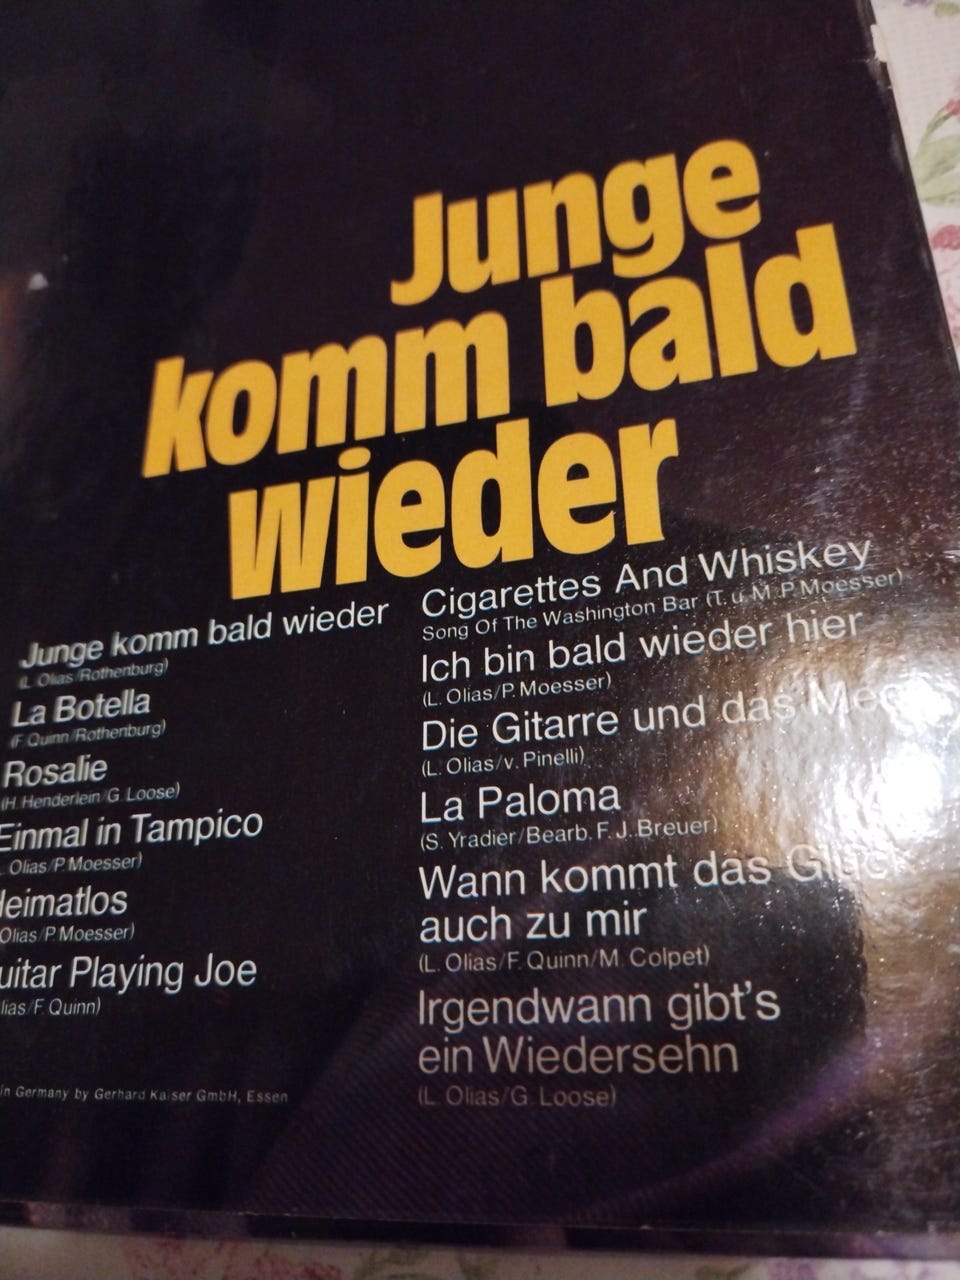 Junge
komm bald
wieder
Junge komm bald wieder
(L. Olias/Rothenburg)
La Botella
(F. Quinn/Rothenburg)
Rosalie
(H. Henderlein/G. Loose)
Einmal in Tampico
Olias/P. Moesser)
eimatlos
Olias/P. Moesser)
uitar Playing Joe
lias/F. Quinn)
in Germany by Gerhard Kaiser GmbH, Essen
Cigarettes And Whiskey
Song Of The Washington Bar (T. u. M.: P. Moesser)
Ich bin bald wieder hier
(L. Olias/P. Moesser)
Die Gitarre und das Mee
(L. Olias/v. Pinelli)
La Paloma
(S. Yradier/Bearb. F. J. Breuer)
Wann kommt das Glück
auch zu mir
(L. Olias/F. Quinn/M. Colpet)
Irgendwann gibt's
ein Wiedersehn
(L. Olias/G. Loose)